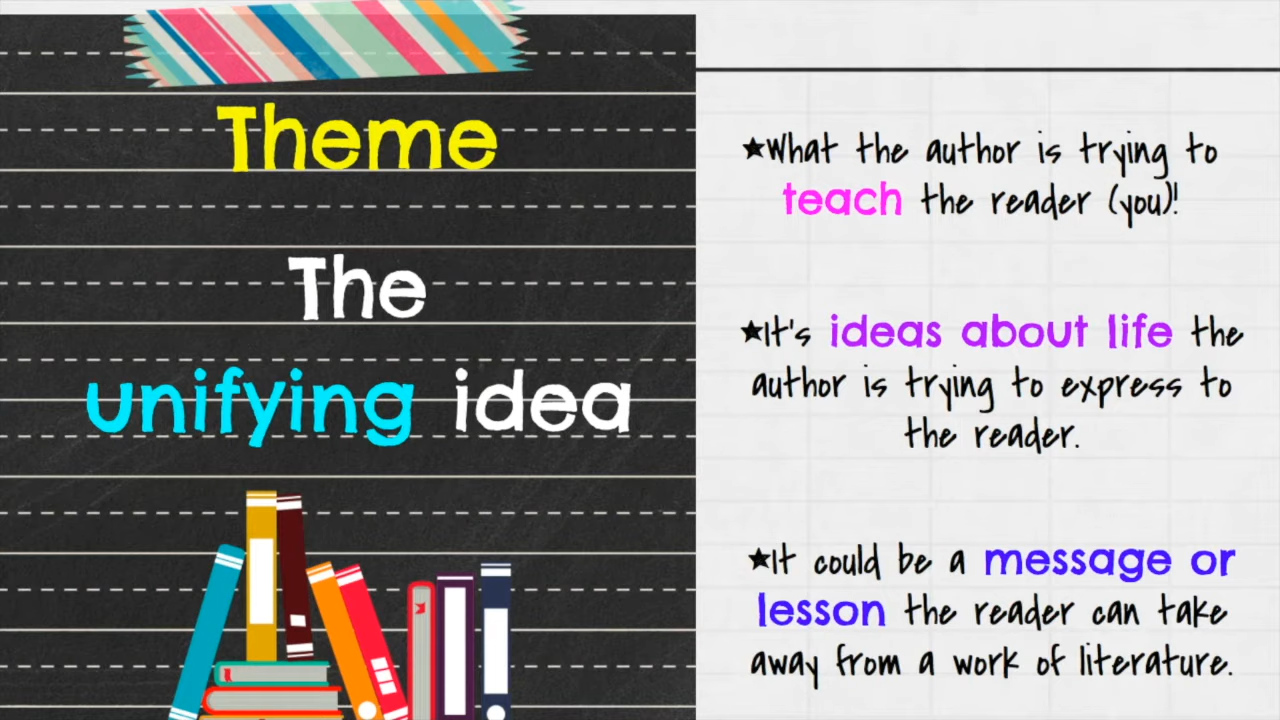 Theme
The
unifying idea
★What the author is trying to
teach the reader (you)!
★It's ideas about life the
author is trying to express to
the reader.
★It could be a message or
lesson the reader can take
away from a work of literature.